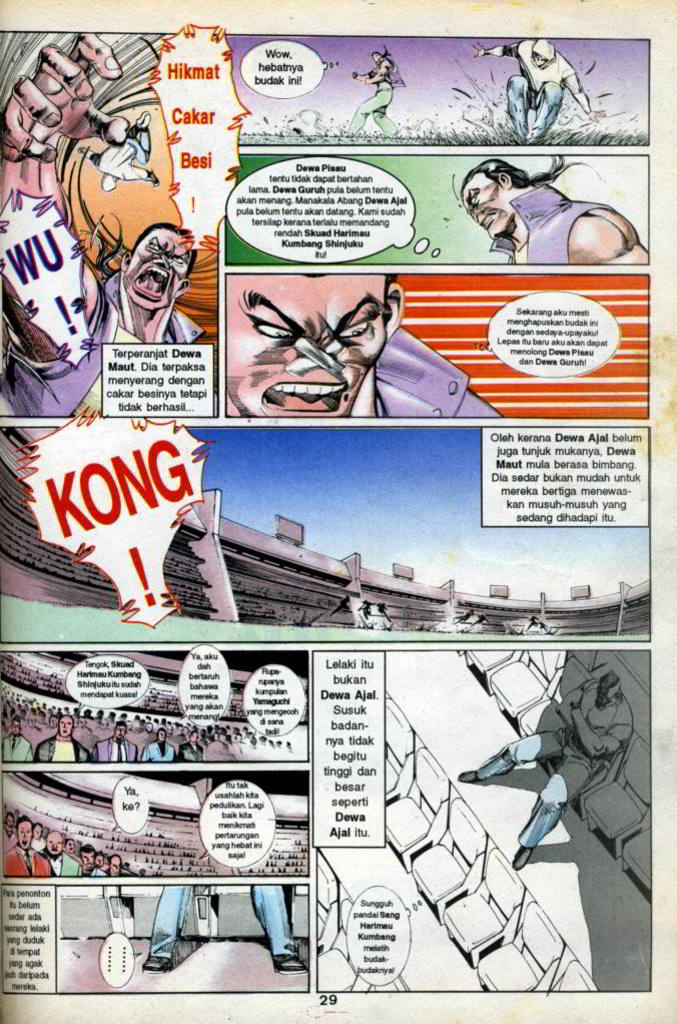 Hikmat
Cakar
Besi
!
WU
!
Terperanjat Dewa
Maut. Dia terpaksa
menyerang dengan
cakar besinya tetapi
tidak berhasil...
Wow,
hebatnya
budak ini!
Dewa Pisau
tentu tidak dapat bertahan
lama. Dewa Guruh pula belum tentu
akan menang. Manakala Abang Dewa Ajal
pula belum tentu akan datang. Kami sudah
tersilap kerana terlalu memandang
rendah Skuad Harimau
Kumbang Shinjuku
itu!
Sekarang aku mesti
menghapuskan budak ini
dengan sedaya-upayaku!
Lepas itu baru aku akan dapat
menolong Dewa Pisau
dan Dewa Guruh!
KONG
!
Oleh kerana Dewa Ajal belum
juga tunjuk mukanya, Dewa
Maut mula berasa bimbang.
Dia sedar bukan mudah untuk
mereka bertiga menewas-
kan musuh-musuh yang
sedang dihadapi itu.
Tengok, Skuad
Harimau Kumbang
Shinjuku itu sudah
mendapat kuasa!
Ya, aku
dah
bertaruh
bahawa
mereka
yang akan
menang!
Rupa-
rupanya
kumpulan
Yamaguchi
yang mengecoh
di sana
tadi!
Ya,
ke?
Itu tak
usahlah kita
pedulikan. Lagi
baik kita
menikmati
pertarungan
yang hebat ini
saja!
Para penonton
itu belum
sedar ada
seorang lelaki
yang duduk
di tempat
yang agak
jauh daripada
mereka.
......
Lelaki itu
bukan
Dewa Ajal.
Susuk
badan-
nya tidak
begitu
tinggi dan
besar
seperti
Dewa
Ajal itu.
Sungguh
pandai Sang
Harimau
Kumbang
melatih
budak-
budaknya!
29